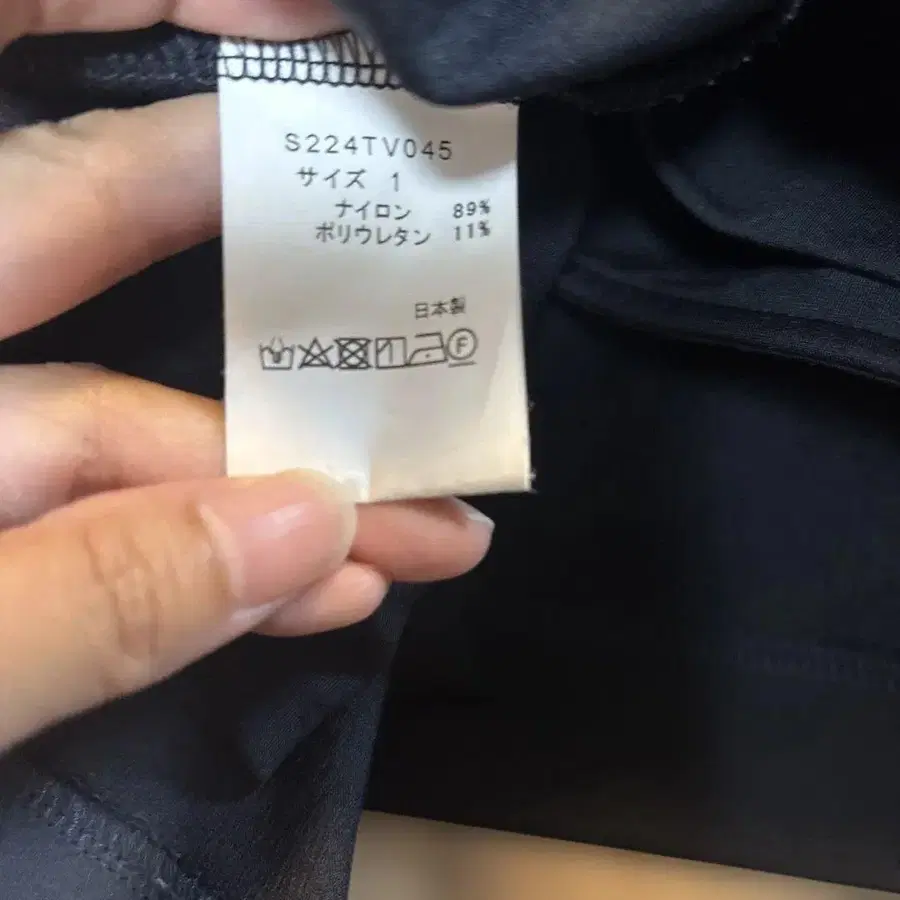 S224TV045
サイズ 1
ナイロン 89%
ポリウレタン 11%
日本製
F